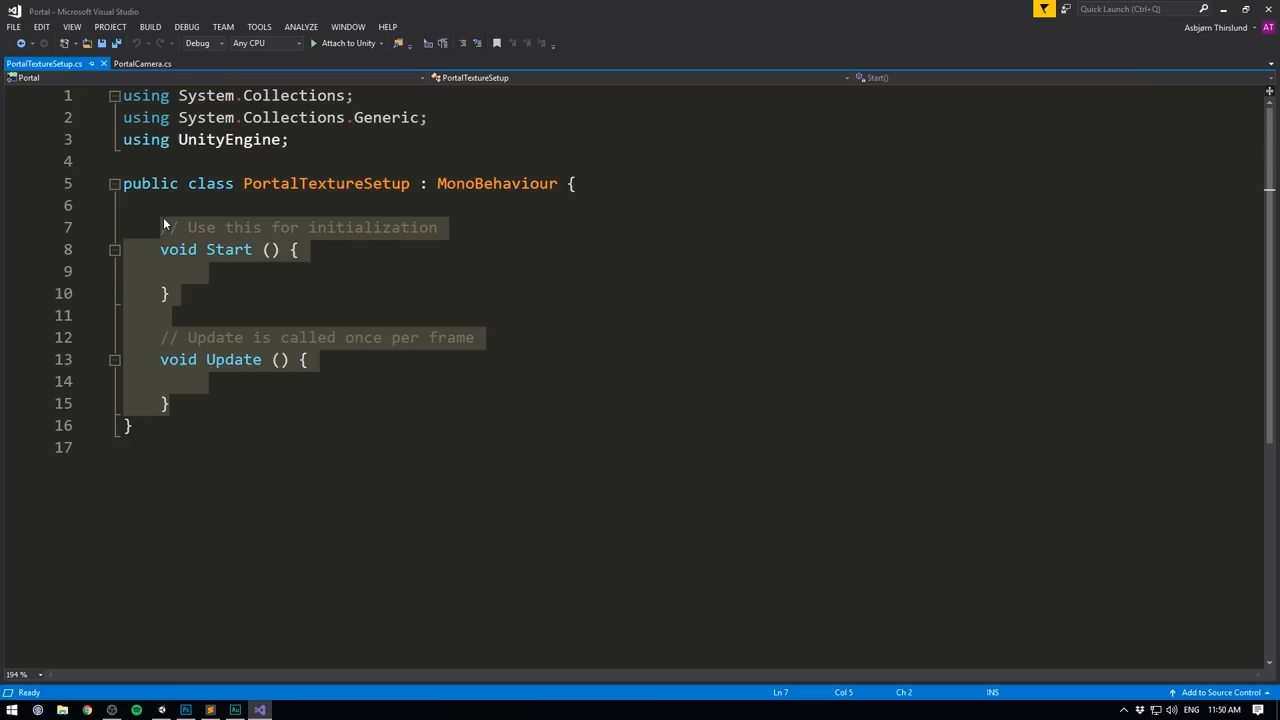 Portal - Microsoft Visual Studio
Quick Launch (Ctrl+Q)
FILE EDIT VIEW PROJECT BUILD DEBUG TEAM TOOLS ANALYZE WINDOW HELP
Asbjørn Thirslund AT
Debug Any CPU Attach to Unity
PortalTextureSetup.cs PortalCamera.cs
Portal PortalTextureSetup Start()
1 using System.Collections;
2 using System.Collections.Generic;
3 using UnityEngine;
4
5 public class PortalTextureSetup : MonoBehaviour {
6
7 // Use this for initialization
8 void Start () {
9
10 }
11
12 // Update is called once per frame
13 void Update () {
14
15 }
16 }
17
194 %
Ready Ln 7 Col 5 Ch 2 INS Add to Source Control
ENG 11:50 AM